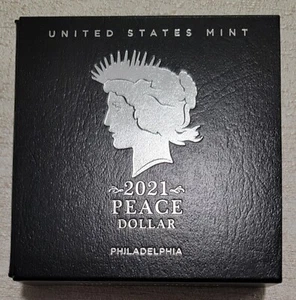 UNITED STATES MINT
2021
PEACE
DOLLAR
PHILADELPHIA